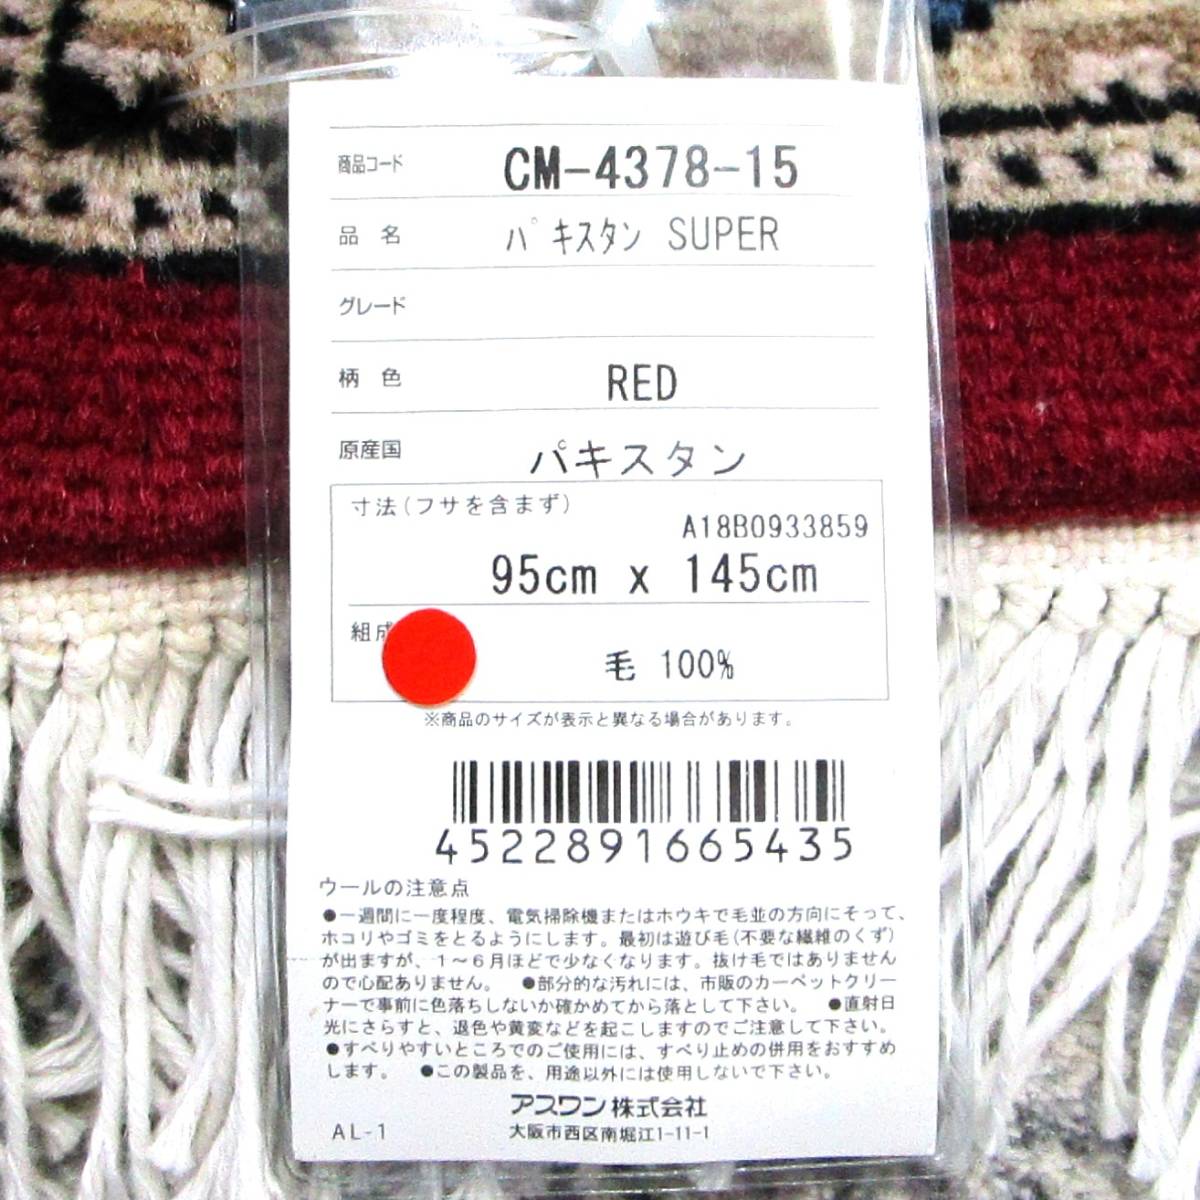 商品コード CM-4378-15
品名 パキスタン SUPER
グレード
柄色 RED
原産国 パキスタン
寸法(フサを含まず)
A18B0933859
95cm x 145cm
組成 毛 100%
※商品のサイズが表示と異なる場合があります。
4522891665435
ウールの注意点
●一週間に一度程度、電気掃除機またはホウキで毛並の方向にそって、
ホコリやゴミをとるようにします。最初は遊び毛(不要な繊維のくず)
が出ますが、1～6月ほどで少なくなります。抜け毛ではありません
ので心配ありません。 ●部分的な汚れには、市販のカーペットクリー
ナーで事前に色落ちしないか確かめてから落として下さい。 ●直射日
光にさらすと、退色や黄変などを起こしますのでご注意して下さい。
●すべりやすいところでのご使用には、すべり止めの併用をおすすめ
します。 ●この製品を、用途以外には使用しないで下さい。
アスワン株式会社
AL-1 大阪市西区南堀江1-11-1